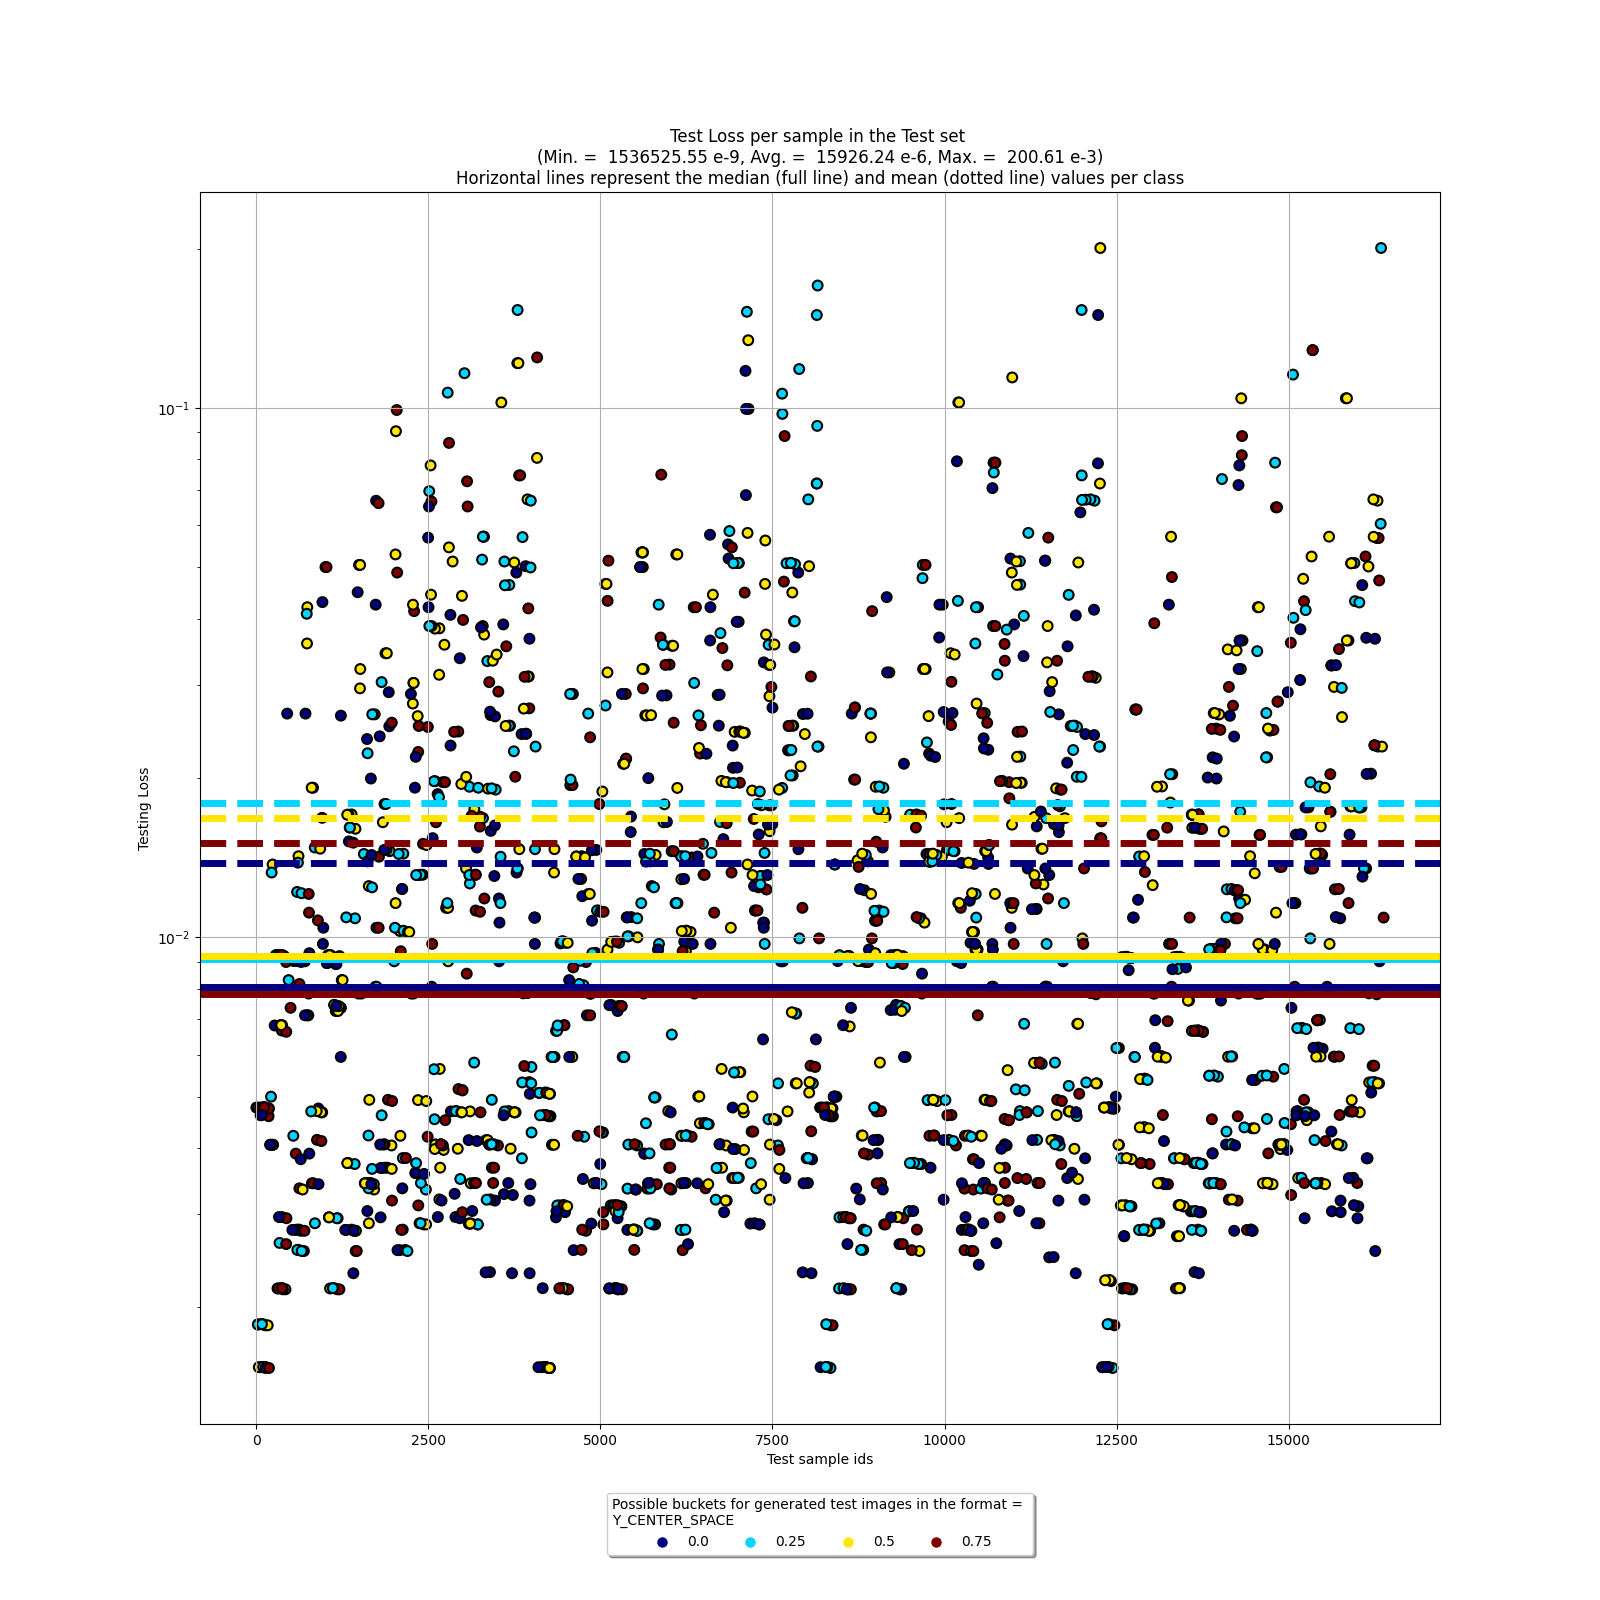 Test Loss per sample in the Test set
(Min. = 1536525.55 e-9, Avg. = 15926.24 e-6, Max. = 200.61 e-3)
Horizontal lines represent the median (full line) and mean (dotted line) values per class
Testing Loss
10⁻¹
10⁻²
0 2500 5000 7500 10000 12500 15000
Test sample ids
Possible buckets for generated test images in the format =
Y_CENTER_SPACE
0.0 0.25 0.5 0.75